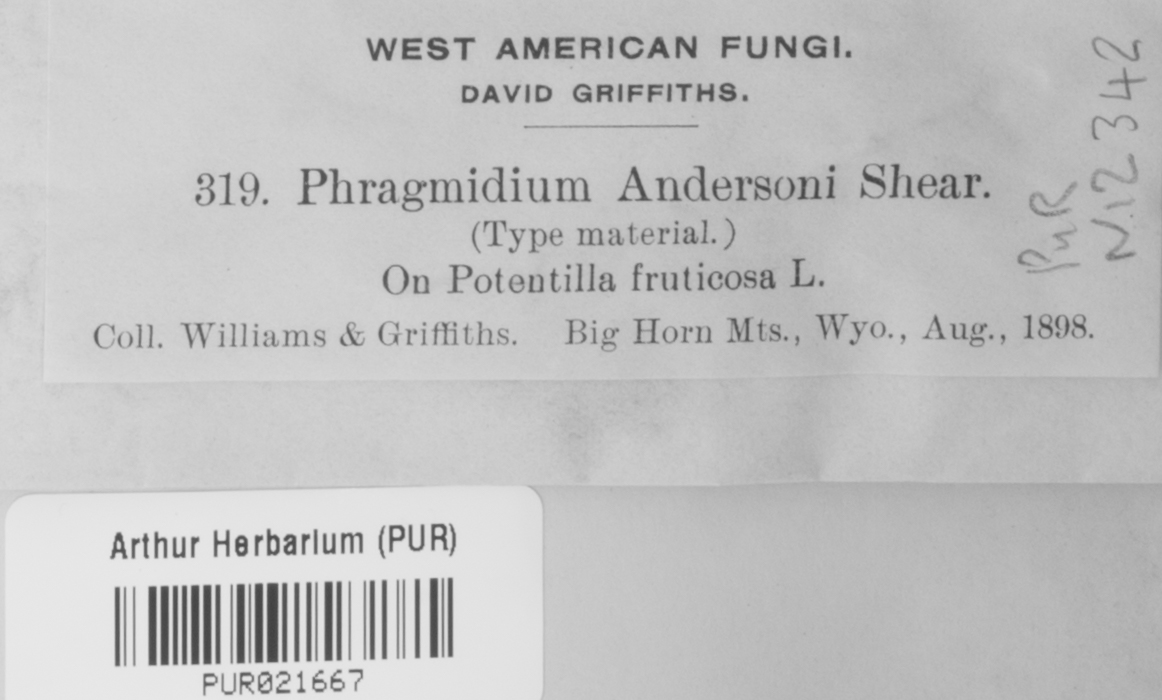 WEST AMERICAN FUNGI.
DAVID GRIFFITHS.
319. Phragmidium Andersoni Shear.
(Type material.)
On Potentilla fruticosa L.
Coll. Williams & Griffiths. Big Horn Mts., Wyo., Aug., 1898.
PUR
N12342
Arthur Herbarium (PUR)
PUR021667